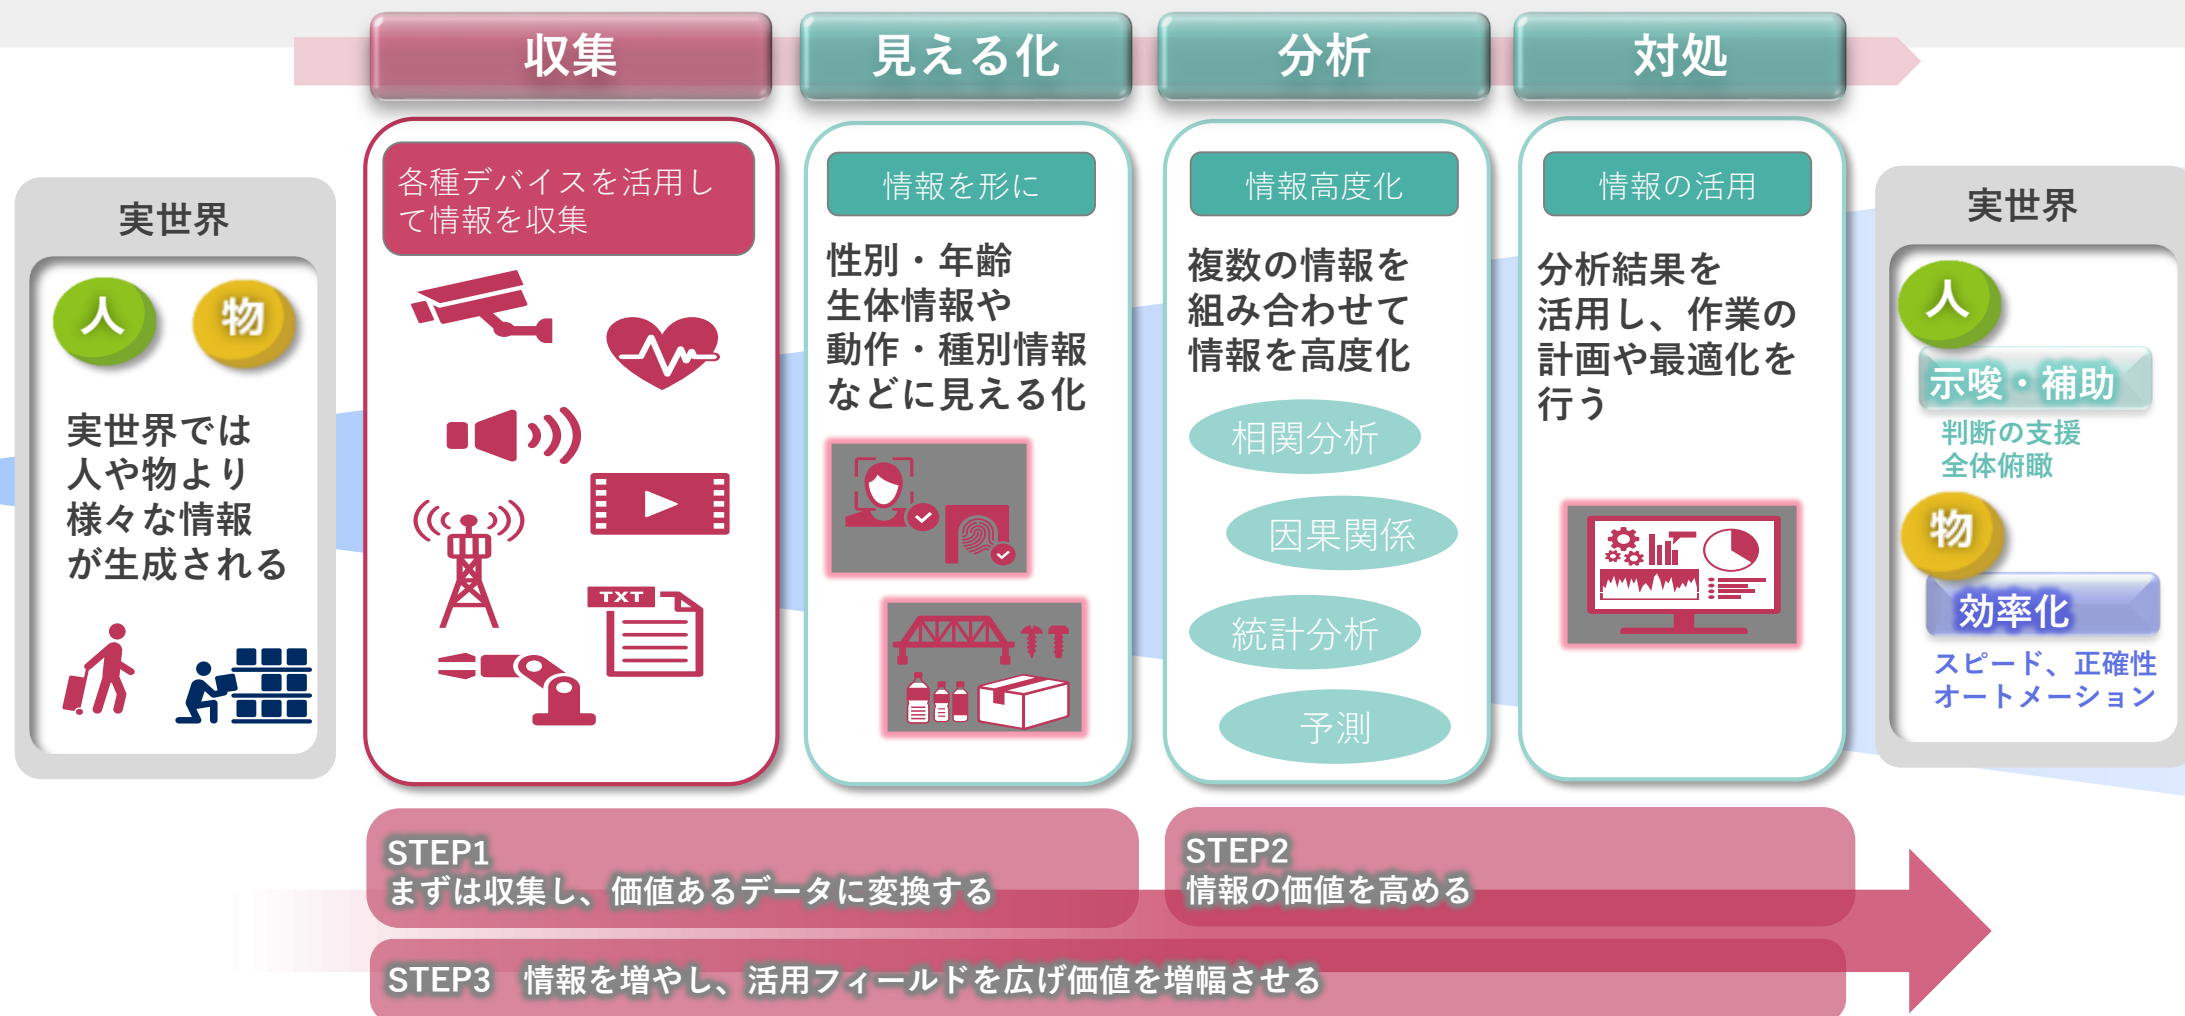 収集
見える化
分析
対処
実世界
人
物
実世界では
人や物より
様々な情報
が生成される
各種デバイスを活用し
て情報を収集
TXT
情報を形に
性別・年齢
生体情報や
動作・種別情報
などに見える化
情報高度化
複数の情報を
組み合わせて
情報を高度化
相関分析
因果関係
統計分析
予測
情報の活用
分析結果を
活用し、作業の
計画や最適化を
行う
実世界
人
示唆・補助
判断の支援
全体俯瞰
物
効率化
スピード、正確性
オートメーション
STEP1
まずは収集し、価値あるデータに変換する
STEP2
情報の価値を高める
STEP3　情報を増やし、活用フィールドを広げ価値を増幅させる